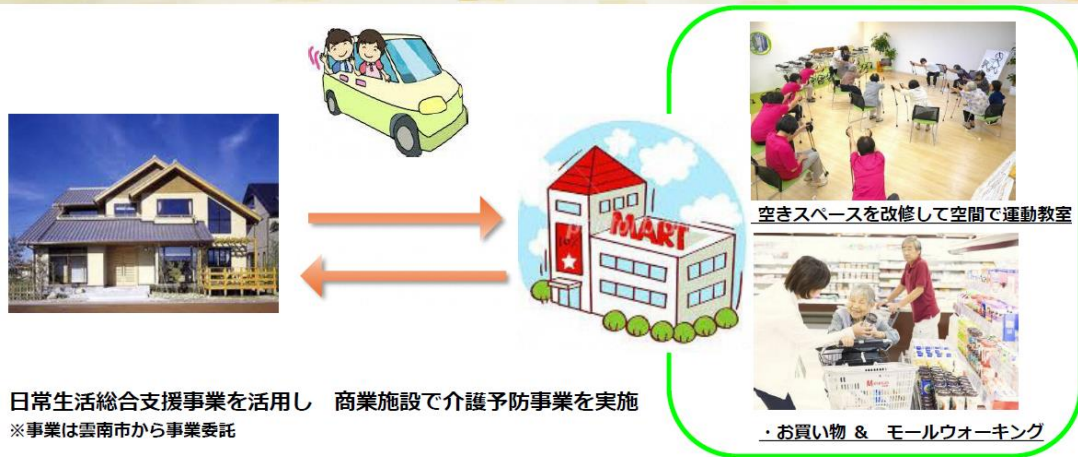 MART
空きスペースを改修して空間で運動教室
日常生活総合支援事業を活用し　商業施設で介護予防事業を実施
※事業は雲南市から事業委託
・お買い物 &　モールウォーキング